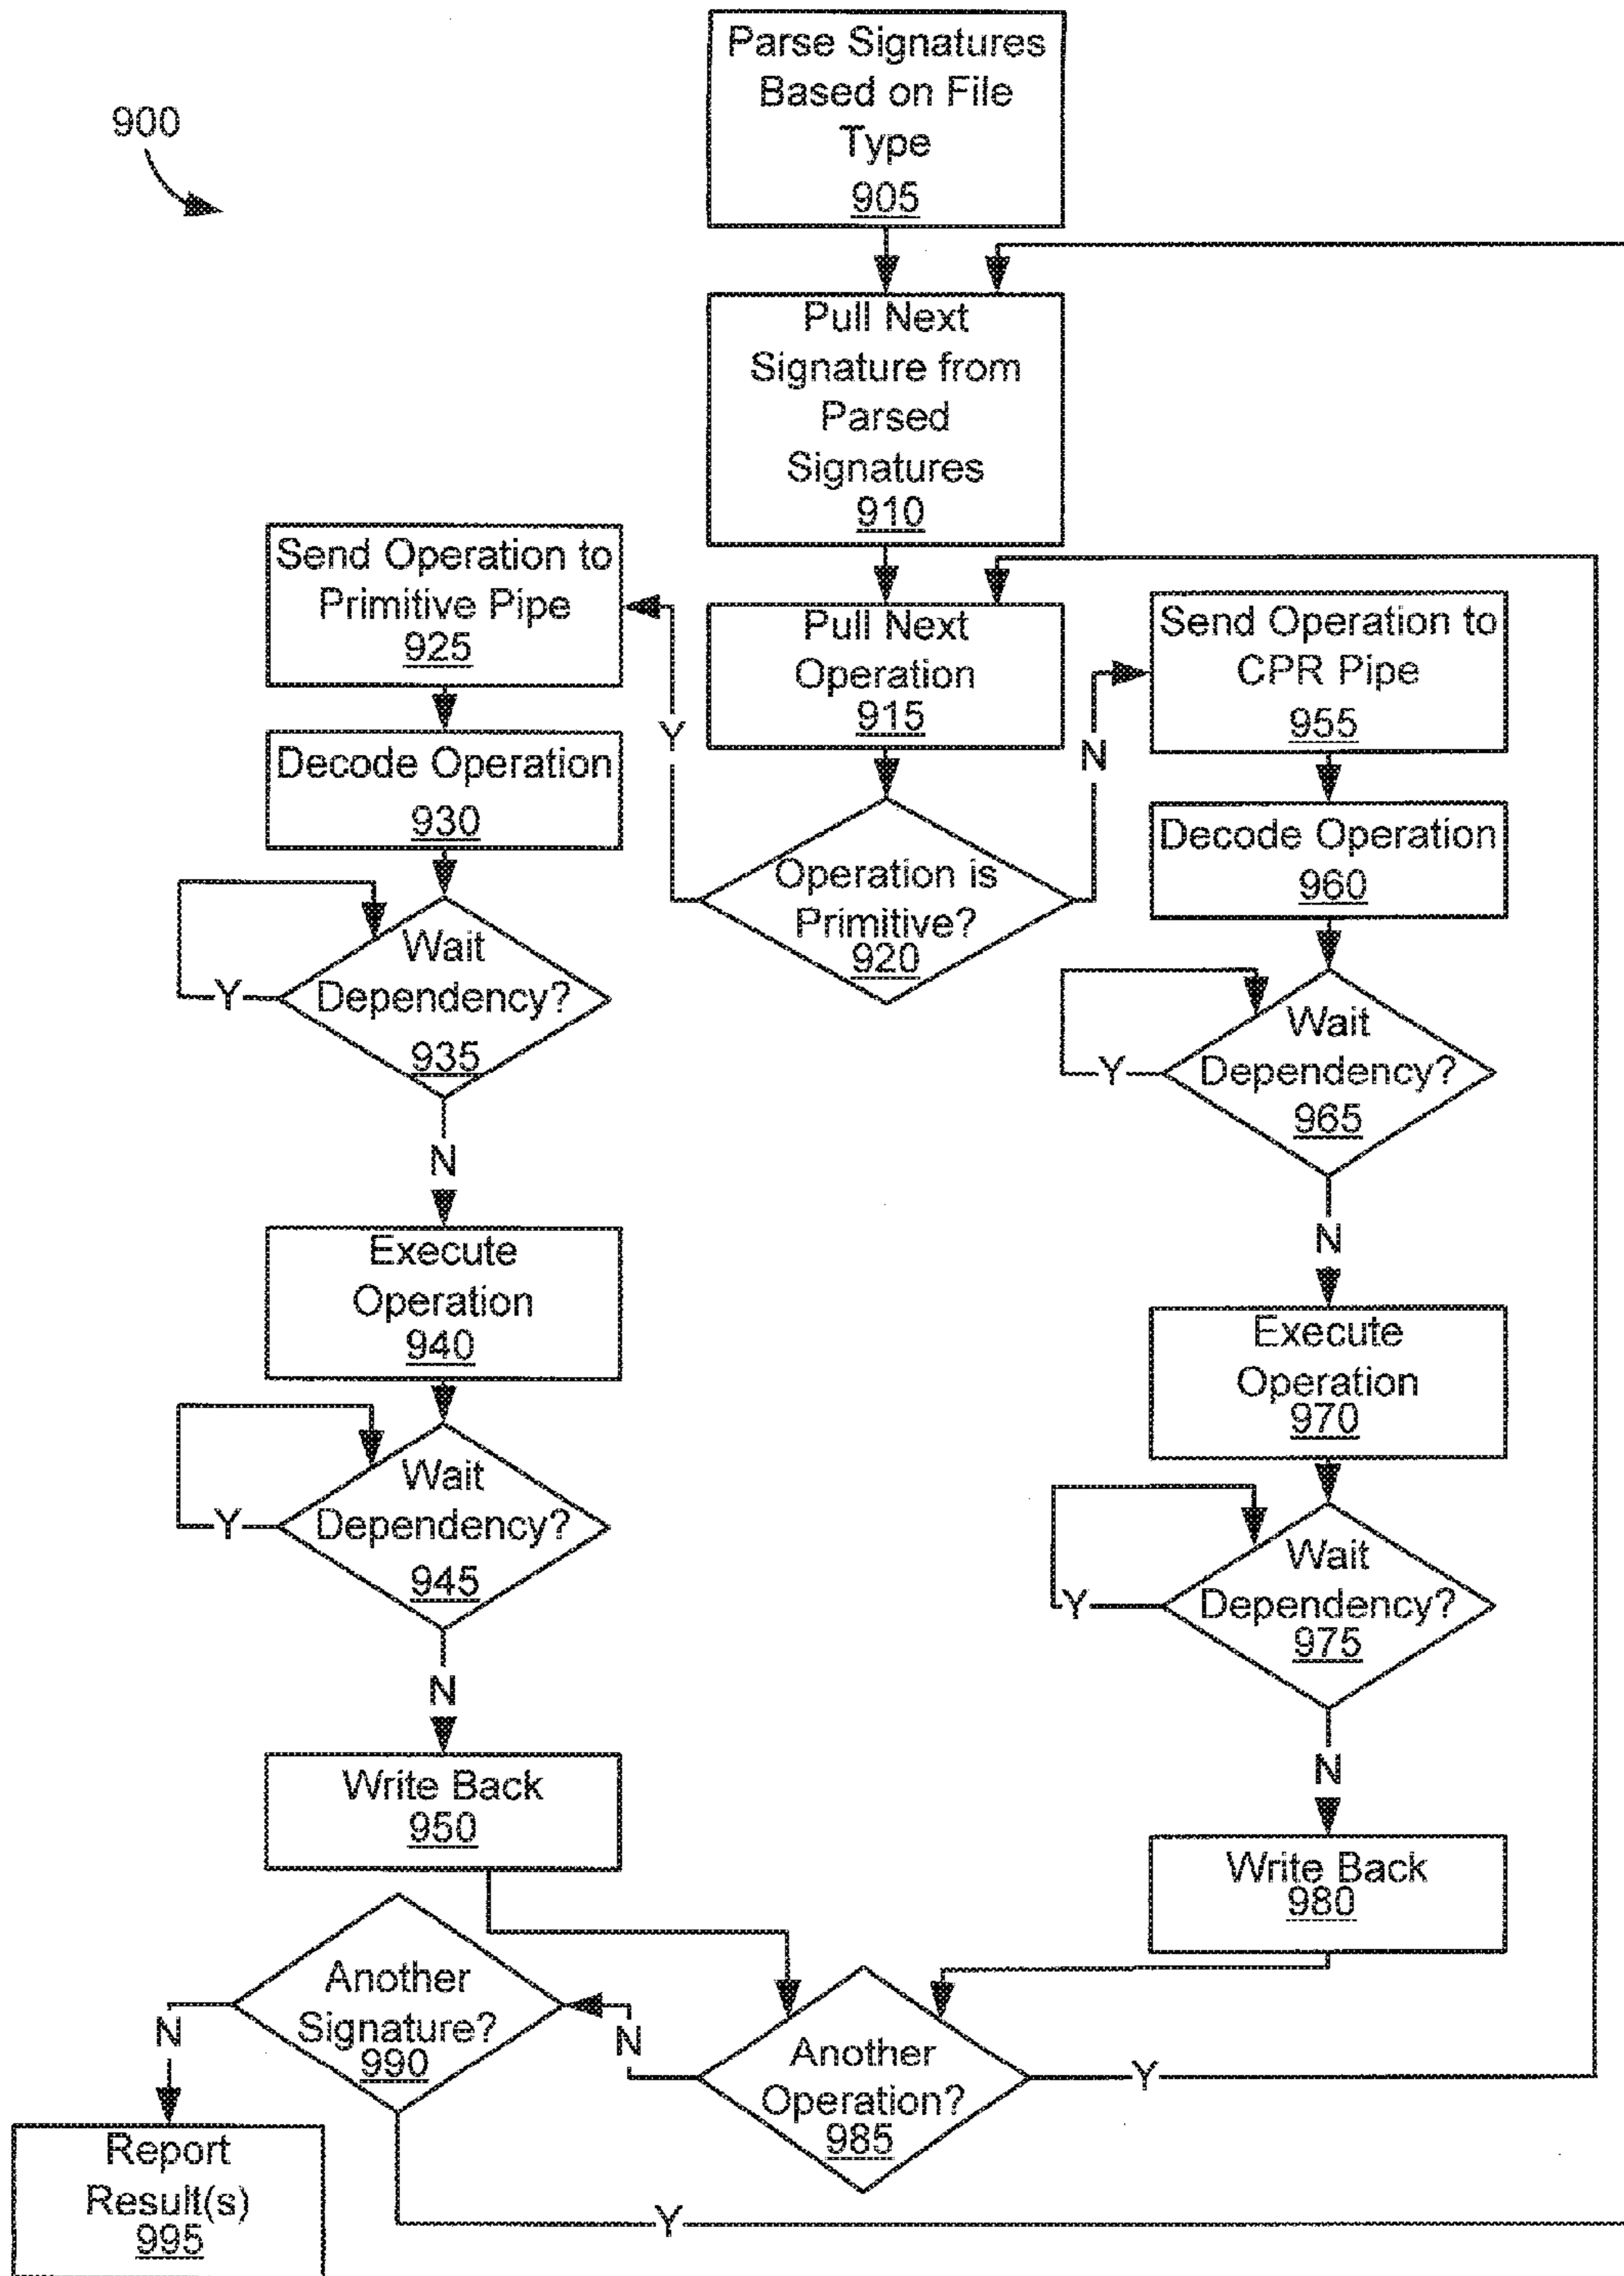 Parse Signatures
Based on File
Type
905
900
Pull Next
Signature from
Parsed
Signatures
910
Send Operation to
Primitive Pipe
925
Pull Next
Operation
915
Send Operation to
CPR Pipe
955
Y
N
Decode Operation
930
Operation is
Primitive?
920
Decode Operation
960
Wait
Dependency?
935
Y
N
Wait
Dependency?
965
Y
N
Execute
Operation
940
Execute
Operation
970
Wait
Dependency?
945
Y
N
Wait
Dependency?
975
Y
N
Write Back
950
Write Back
980
Another
Operation?
985
N
Y
Another
Signature?
990
N
Y
Report
Result(s)
995